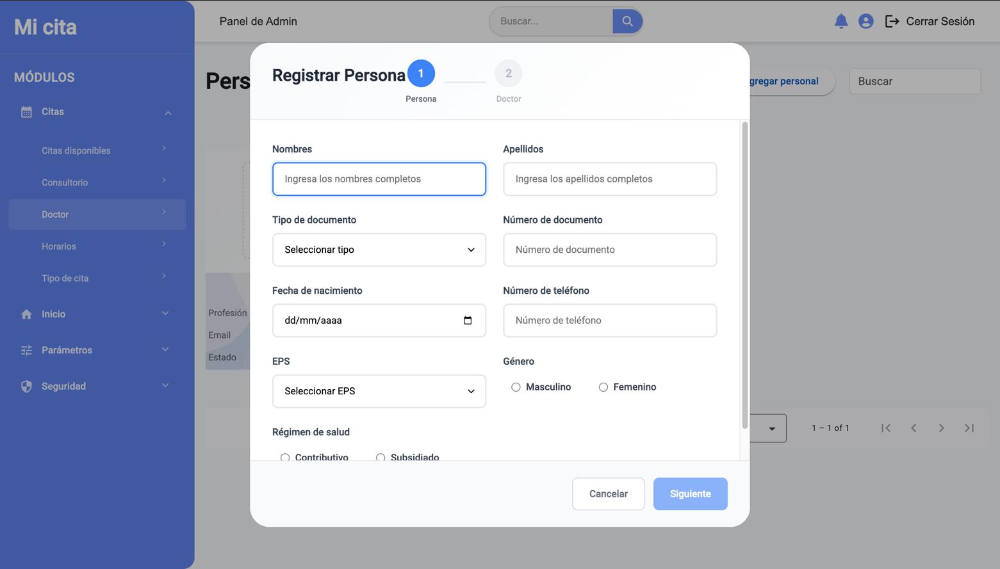 Mi cita
Panel de Admin
Buscar...
Cerrar Sesión
MÓDULOS
Citas
Citas disponibles
Consultorio
Doctor
Horarios
Tipo de cita
Inicio
Parámetros
Seguridad
Pers
gregar personal
Buscar
Profesión
Email
Estado
1 – 1 of 1
Registrar Persona
1
Persona
2
Doctor
Nombres
Ingresa los nombres completos
Apellidos
Ingresa los apellidos completos
Tipo de documento
Seleccionar tipo
Número de documento
Número de documento
Fecha de nacimiento
dd/mm/aaaa
Número de teléfono
Número de teléfono
EPS
Seleccionar EPS
Género
Masculino
Femenino
Régimen de salud
Contributivo
Subsidiado
Cancelar
Siguiente